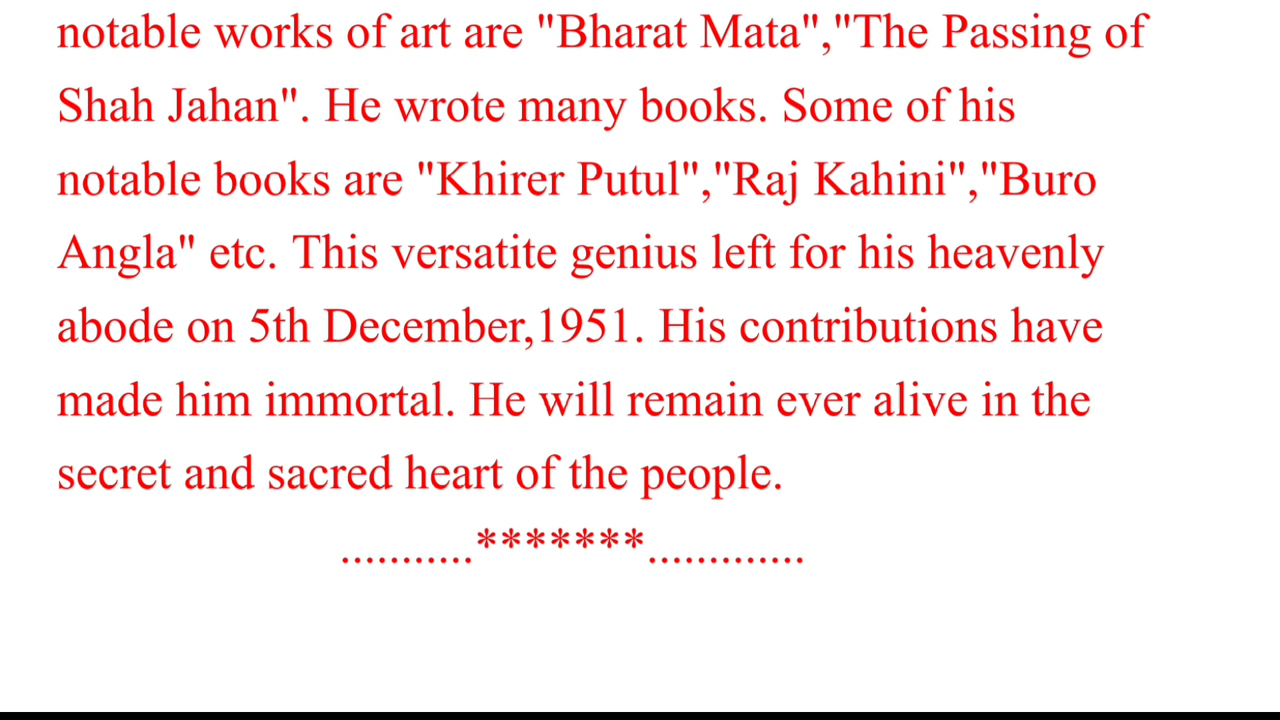 notable works of art are "Bharat Mata","The Passing of
Shah Jahan". He wrote many books. Some of his
notable books are "Khirer Putul","Raj Kahini","Buro
Angla" etc. This versatite genius left for his heavenly
abode on 5th December,1951. His contributions have
made him immortal. He will remain ever alive in the
secret and sacred heart of the people.
...........*******.............